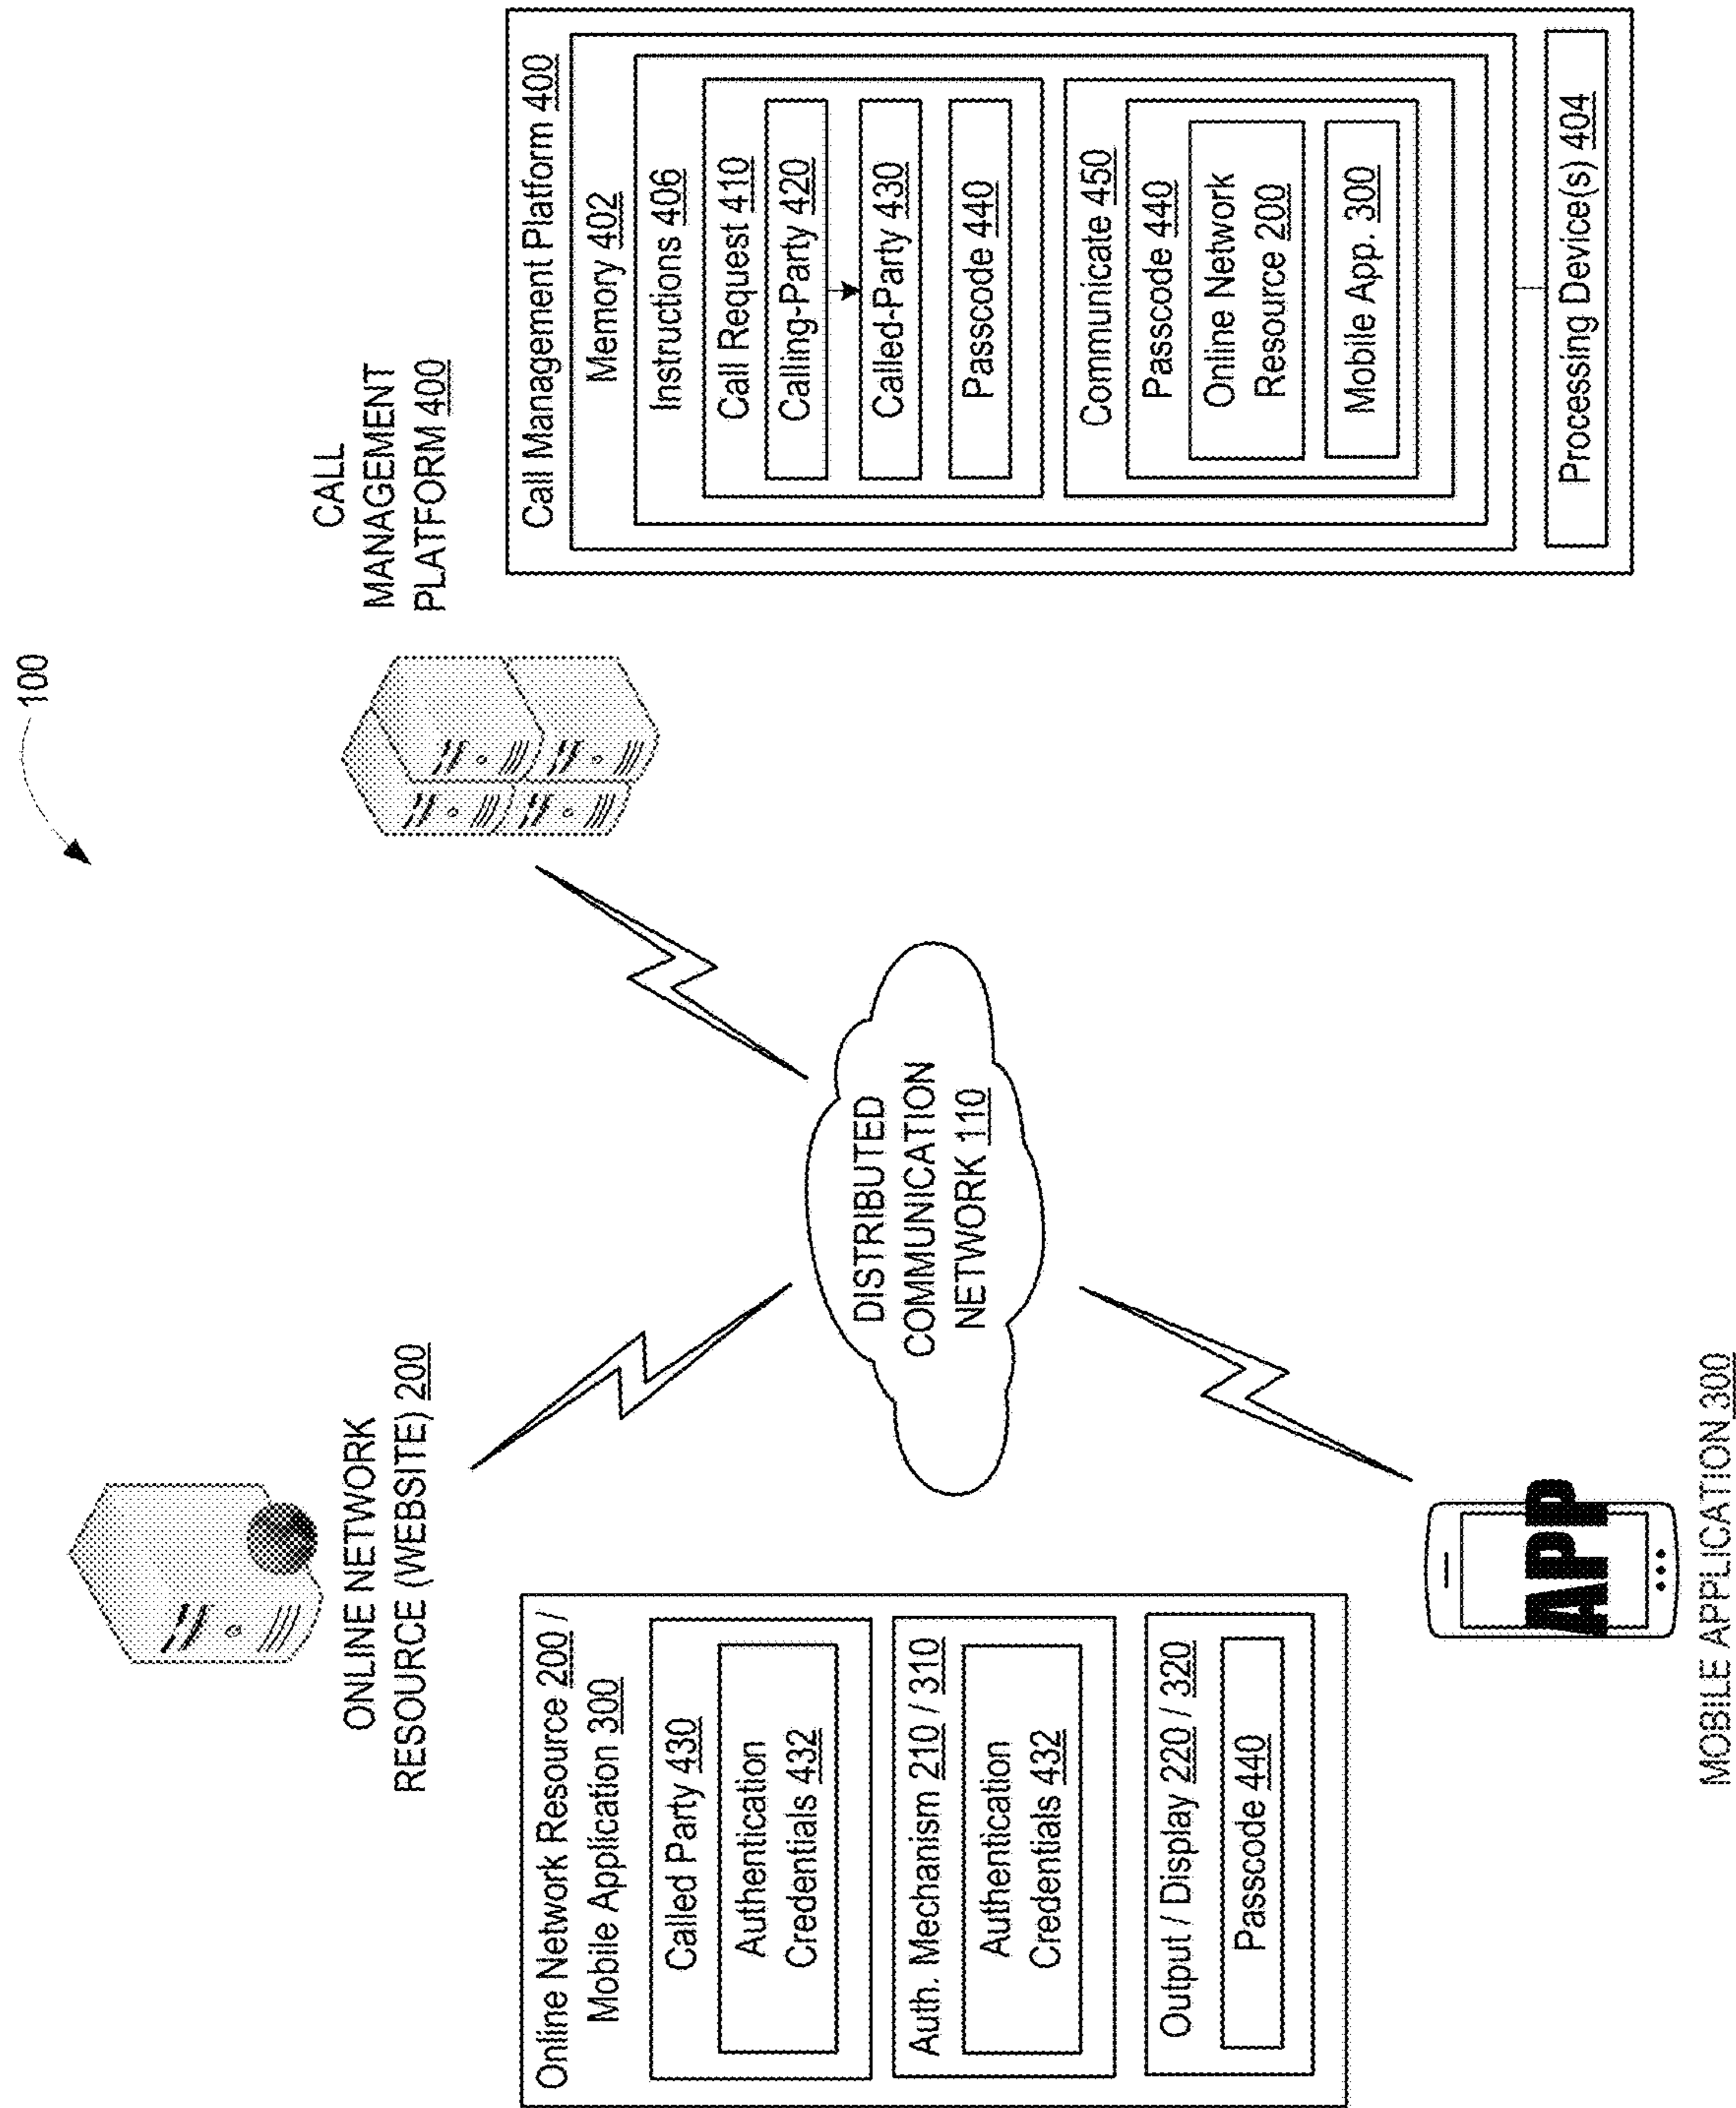 100
ONLINE NETWORK
RESOURCE (WEBSITE) 200
CALL
MANAGEMENT
PLATFORM 400
Online Network Resource 200 /
Mobile Application 300
Called Party 430
Authentication
Credentials 432
Auth. Mechanism 210 / 310
Authentication
Credentials 432
Output / Display 220 / 320
Passcode 440
DISTRIBUTED
COMMUNICATION
NETWORK 110
Call Management Platform 400
Memory 402
Instructions 406
Call Request 410
Calling-Party 420
Called-Party 430
Passcode 440
Communicate 450
Passcode 440
Online Network
Resource 200
Mobile App. 300
Processing Device(s) 404
APP
MOBILE APPLICATION 300